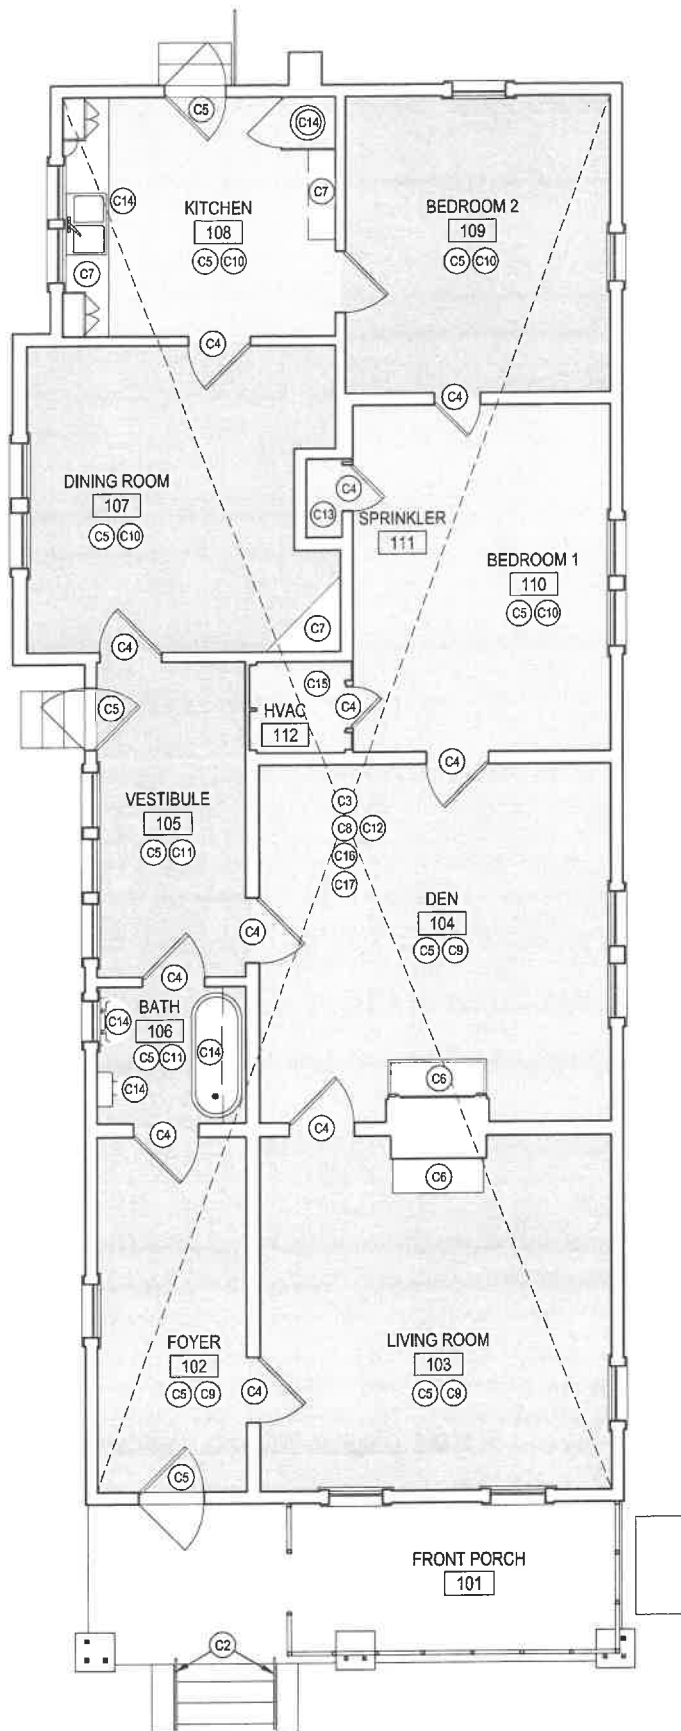 C5
C14
C7
C14
KITCHEN
108
C5 C10
C7
BEDROOM 2
109
C5 C10
C4
C4
DINING ROOM
107
C5 C10
C4
C13
SPRINKLER
111
BEDROOM 1
110
C5 C10
C7
C4
C5
C15
HVAC
112
C4
C4
VESTIBULE
105
C5 C11
C3
C8 C12
C16
C17
DEN
104
C5 C9
C4
C4
BATH
106
C5 C11
C14
C14
C14
C6
C4
C4
C6
FOYER
102
C5 C9
C4
LIVING ROOM
103
C5 C9
C5
FRONT PORCH
101
C2